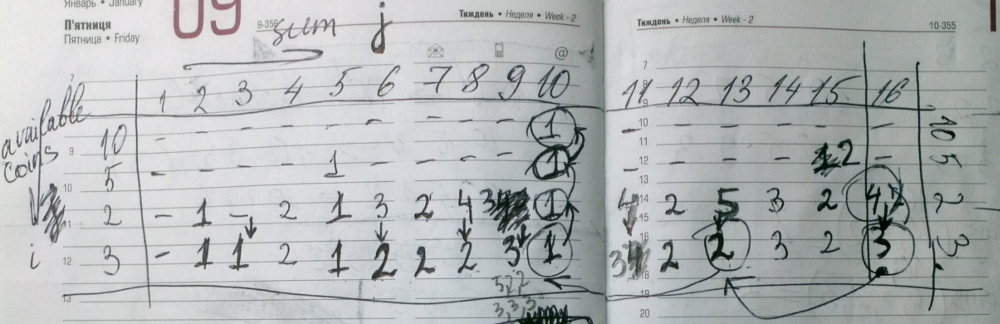 Январь • January
П'ятниця
Пятница • Friday
09
9-356
sum j
Тиждень • Неделя • Week - 2
Тиждень • Неделя • Week - 2
10-355
@
7
7
available
coins
1 2 3 4 5 6 7 8 9 10
11 12 13 14 15 16
10 - - - - - - - - - 1
- - - - - - 10
9
10
11
12
5 - - - - 1 - - - - 1
- - - - 2 - 5
10
13
14
2 - 1 - 2 1 3 2 4 3 1
4 2 5 3 2 4 2
11
15
16
i
12
3 - 1 1 2 1 2 2 2 3 1
3 2 2 3 2 3 3
17
18
13
3,2,2
3,3,3
19
20